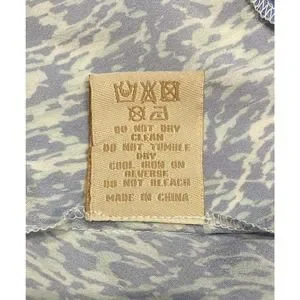 DO NOT DRY
CLEAN
DO NOT TUMBLE
DRY
COOL IRON ON
REVERSE
DO NOT BLEACH
MADE IN CHINA